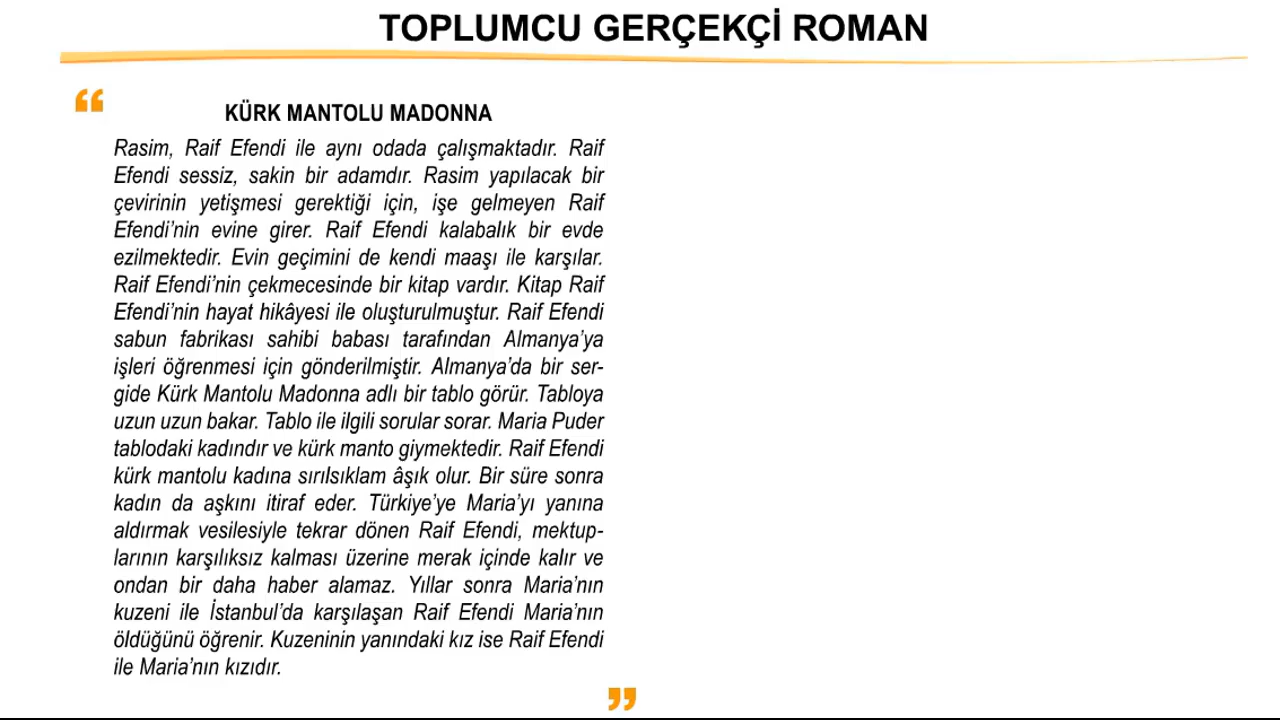 TOPLUMCU GERÇEKÇİ ROMAN
“
KÜRK MANTOLU MADONNA
Rasim, Raif Efendi ile aynı odada çalışmaktadır. Raif
Efendi sessiz, sakin bir adamdır. Rasim yapılacak bir
çevirinin yetişmesi gerektiği için, işe gelmeyen Raif
Efendi’nin evine girer. Raif Efendi kalabalık bir evde
ezilmektedir. Evin geçimini de kendi maaşı ile karşılar.
Raif Efendi’nin çekmecesinde bir kitap vardır. Kitap Raif
Efendi’nin hayat hikâyesi ile oluşturulmuştur. Raif Efendi
sabun fabrikası sahibi babası tarafından Almanya’ya
işleri öğrenmesi için gönderilmiştir. Almanya’da bir ser-
gide Kürk Mantolu Madonna adlı bir tablo görür. Tabloya
uzun uzun bakar. Tablo ile ilgili sorular sorar. Maria Puder
tablodaki kadındır ve kürk manto giymektedir. Raif Efendi
kürk mantolu kadına sırılsıklam âşık olur. Bir süre sonra
kadın da aşkını itiraf eder. Türkiye’ye Maria’yı yanına
aldırmak vesilesiyle tekrar dönen Raif Efendi, mektup-
larının karşılıksız kalması üzerine merak içinde kalır ve
ondan bir daha haber alamaz. Yıllar sonra Maria’nın
kuzeni ile İstanbul’da karşılaşan Raif Efendi Maria’nın
öldüğünü öğrenir. Kuzeninin yanındaki kız ise Raif Efendi
ile Maria’nın kızıdır.
”